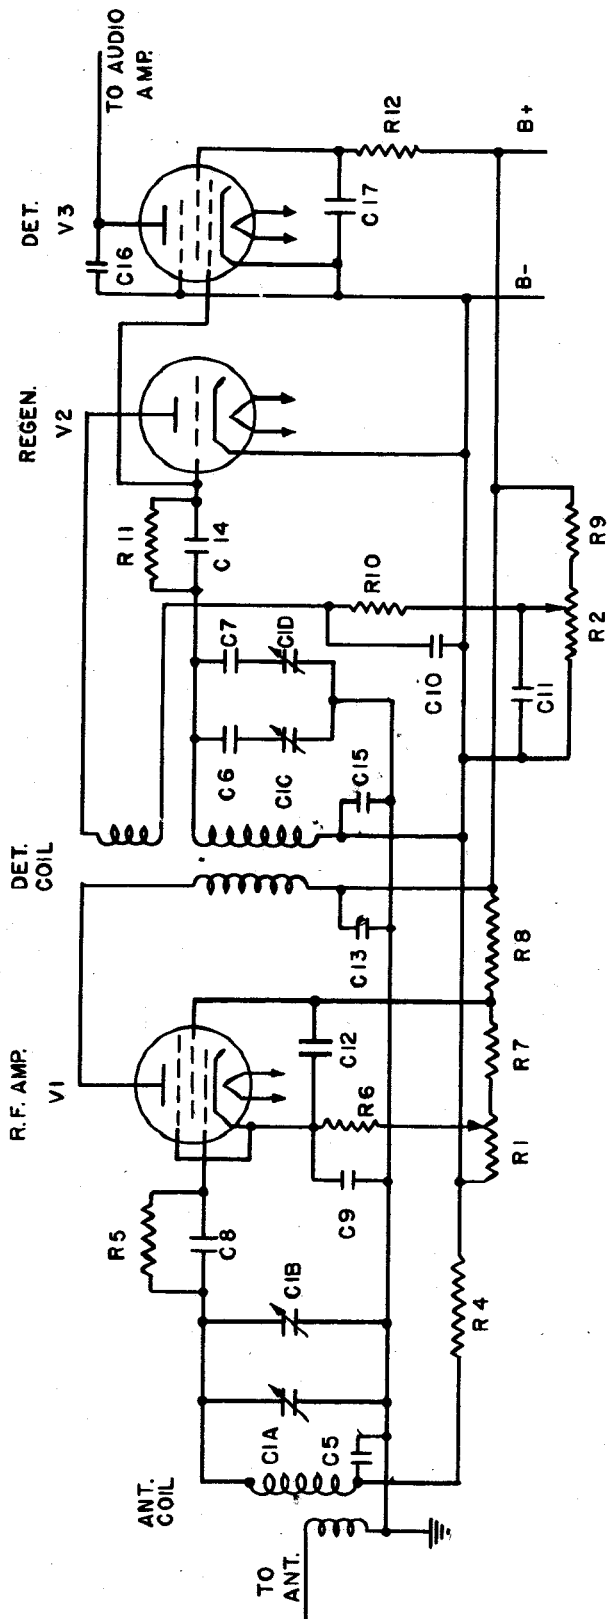 TO
ANT.
ANT.
COIL
C1A
C5
C1B
R5
C8
R4
R.F. AMP.
V1
C9
R6
C12
R1
R7
R8
C13
DET.
COIL
C15
C6
C7
C1C
C1D
C10
R10
C11
R2
R9
R11
C14
REGEN.
V2
DET.
V3
C16
C17
R12
B-
B+
TO AUDIO
AMP.